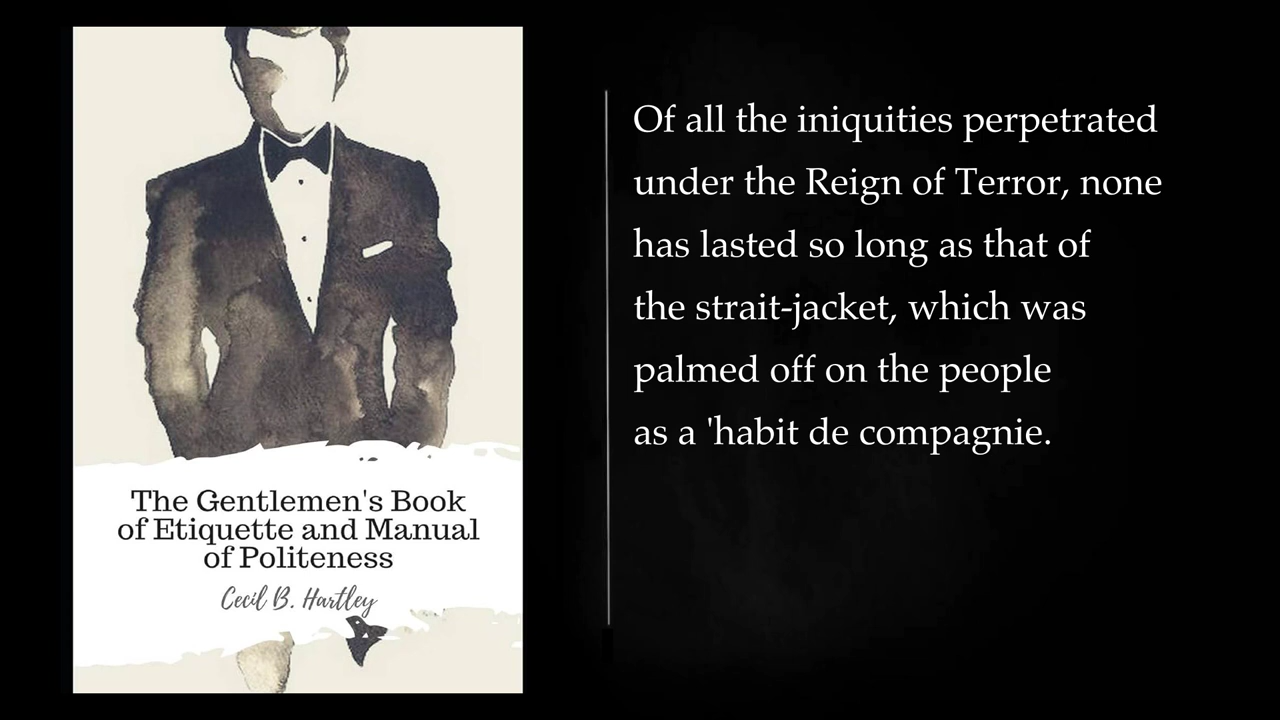 The Gentlemen's Book
of Etiquette and Manual
of Politeness
Cecil B. Hartley
Of all the iniquities perpetrated
under the Reign of Terror, none
has lasted so long as that of
the strait-jacket, which was
palmed off on the people
as a 'habit de compagnie.